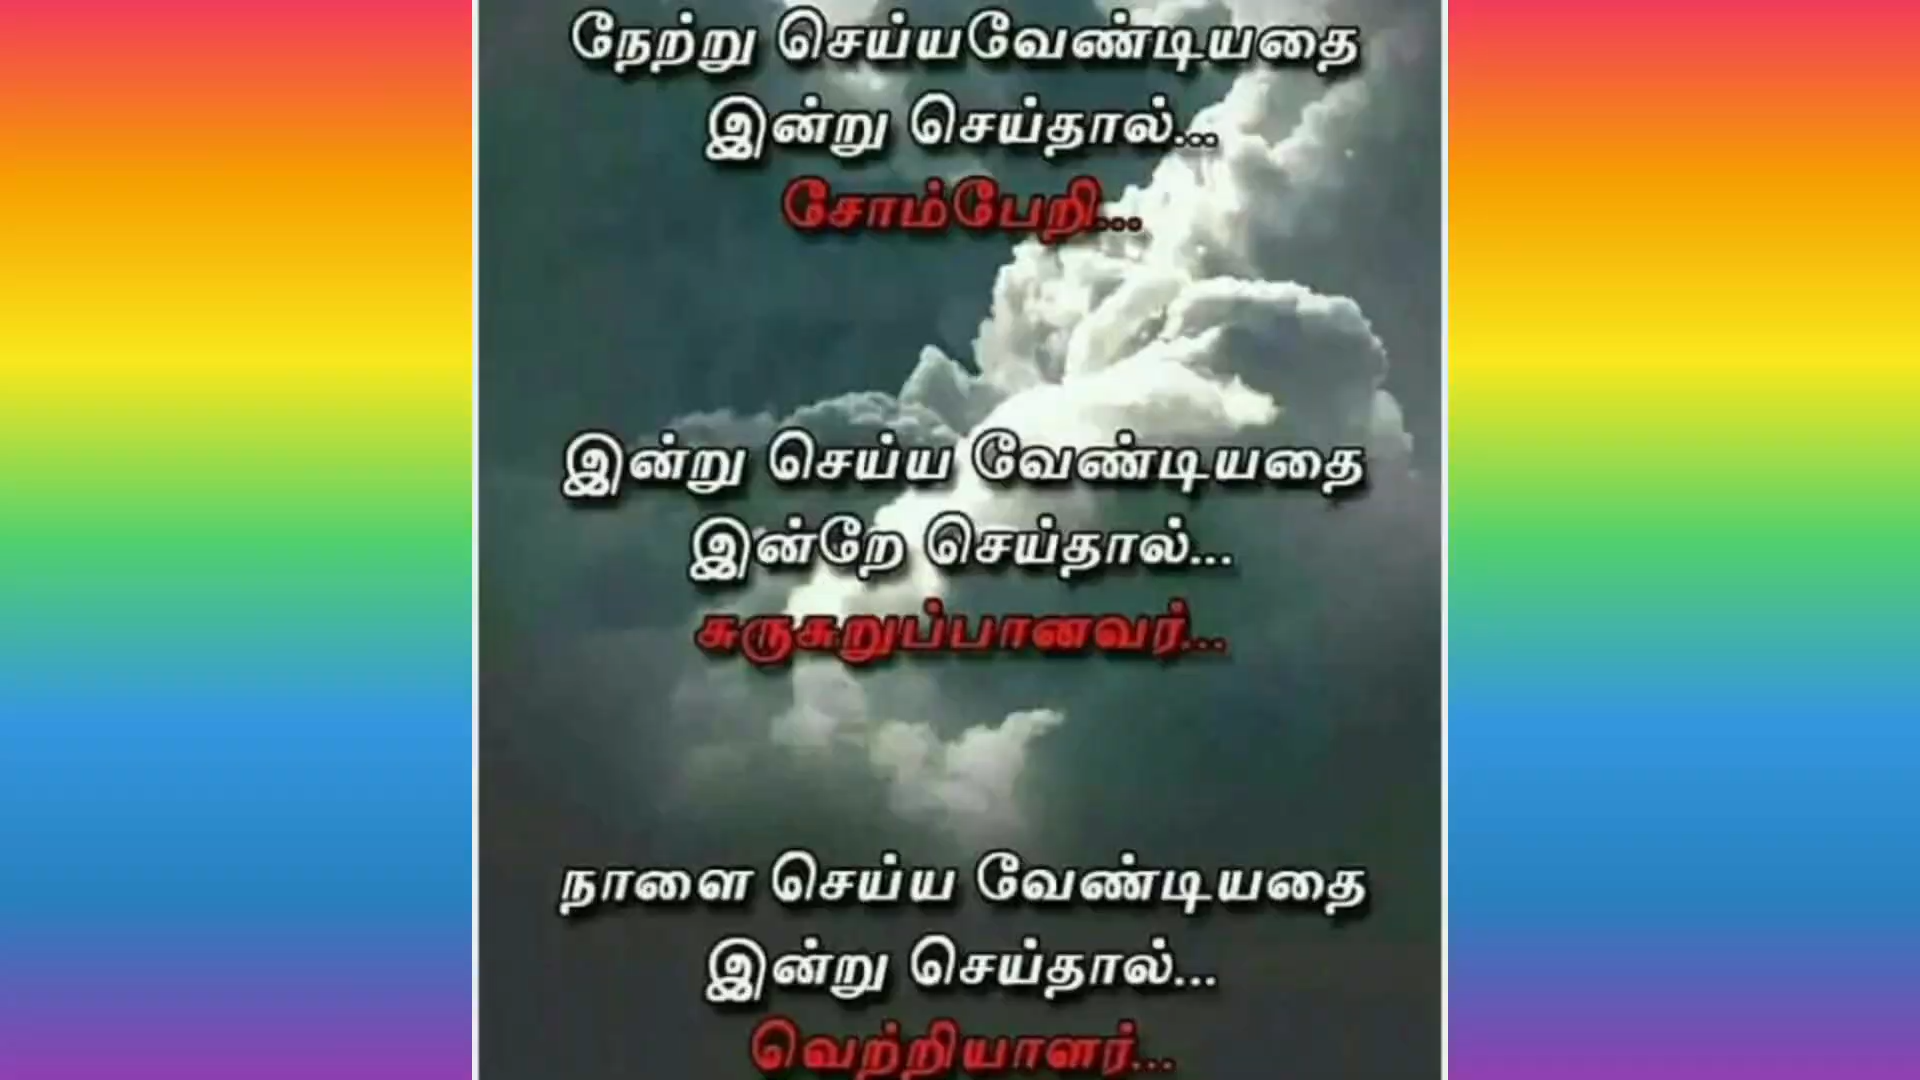 நேற்று செய்யவேண்டியதை
இன்று செய்தால்...
சோம்பேறி...
இன்று செய்ய வேண்டியதை
இன்றே செய்தால்...
சுருசுறுப்பானவர்...
நாளை செய்ய வேண்டியதை
இன்று செய்தால்...
வெற்றியாளர்...